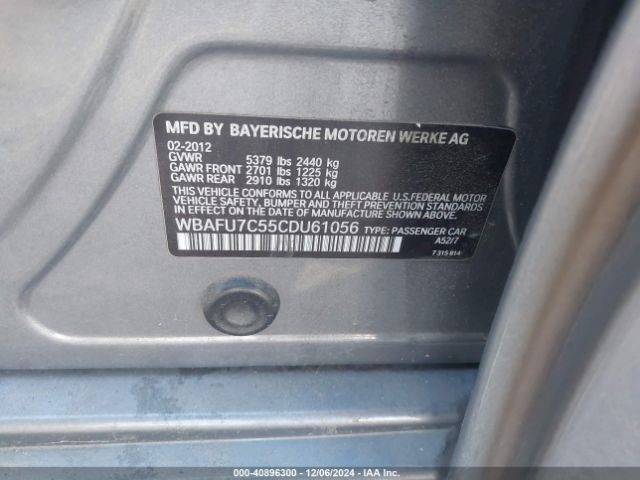 MFD BY BAYERISCHE MOTOREN WERKE AG
02-2012
GVWR 5379 lbs 2440 kg
GAWR FRONT 2701 lbs 1225 kg
GAWR REAR 2910 lbs 1320 kg
THIS VEHICLE CONFORMS TO ALL APPLICABLE U.S.FEDERAL MOTOR
VEHICLE SAFETY, BUMPER AND THEFT PREVENTION STANDARDS IN
EFFECT ON THE DATE OF MANUFACTURE SHOWN ABOVE.
WBAFU7C55CDU61056 TYPE: PASSENGER CAR
A52/7
7 315 814
000-40896300 - 12/06/2024 - IAA Inc.